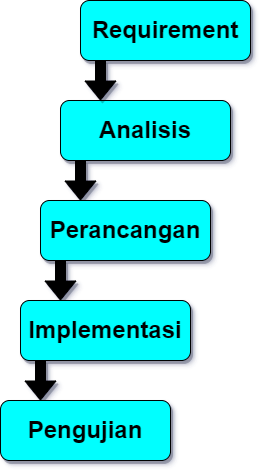 Requirement
Analisis
Perancangan
Implementasi
Pengujian